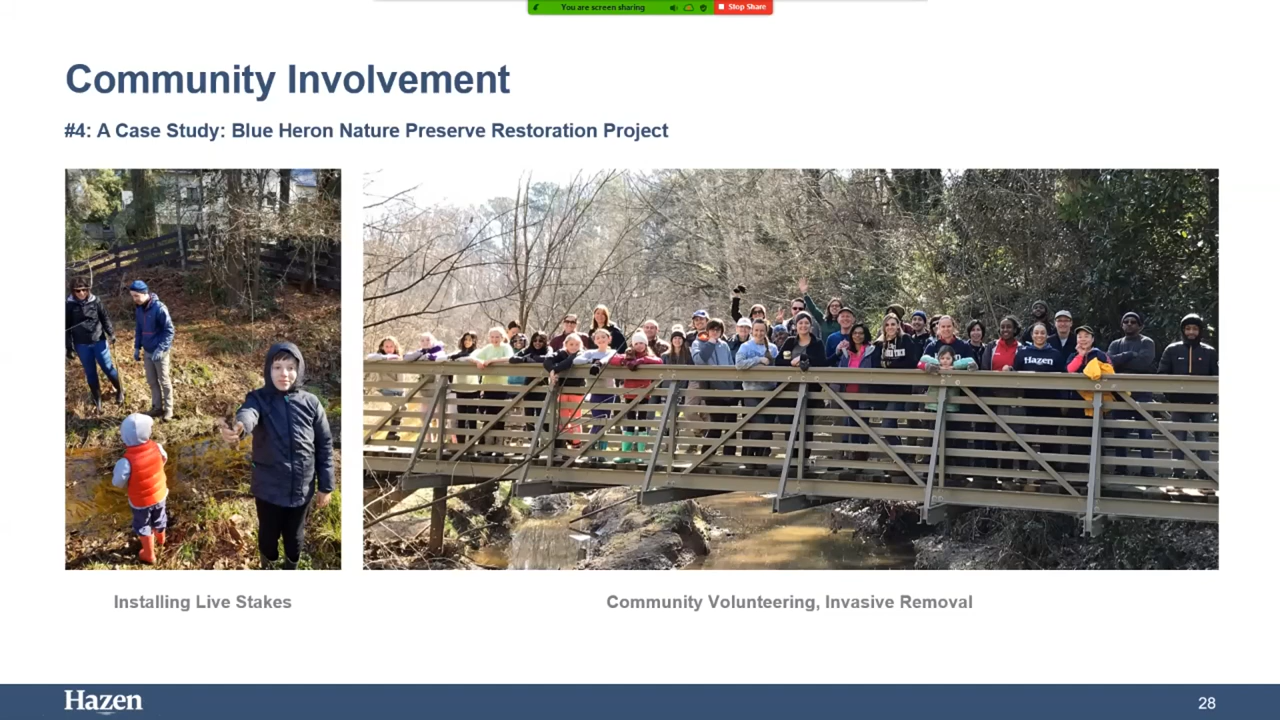 You are screen sharing
Stop Share
Community Involvement
#4: A Case Study: Blue Heron Nature Preserve Restoration Project
Hazen
Installing Live Stakes
Community Volunteering, Invasive Removal
Hazen
28